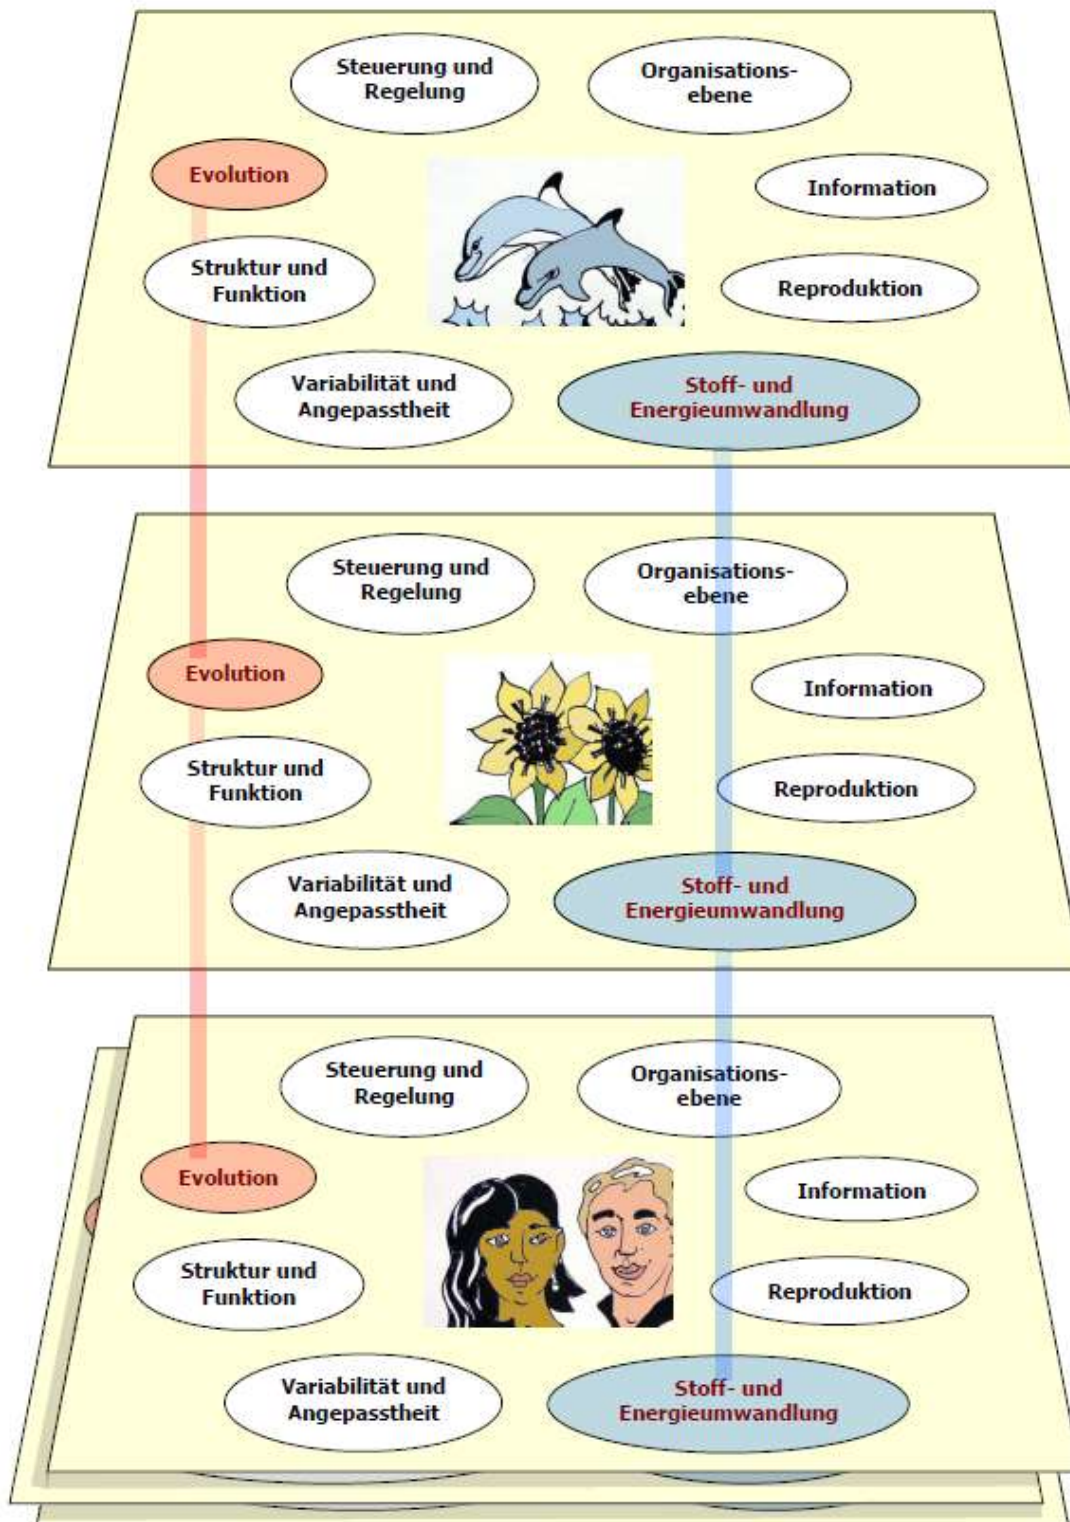 Steuerung und
Regelung
Organisations-
ebene
Evolution
Information
Struktur und
Funktion
Reproduktion
Variabilität und
Angepasstheit
Stoff- und
Energieumwandlung
Steuerung und
Regelung
Organisations-
ebene
Evolution
Information
Struktur und
Funktion
Reproduktion
Variabilität und
Angepasstheit
Stoff- und
Energieumwandlung
Steuerung und
Regelung
Organisations-
ebene
Evolution
Information
Struktur und
Funktion
Reproduktion
Variabilität und
Angepasstheit
Stoff- und
Energieumwandlung